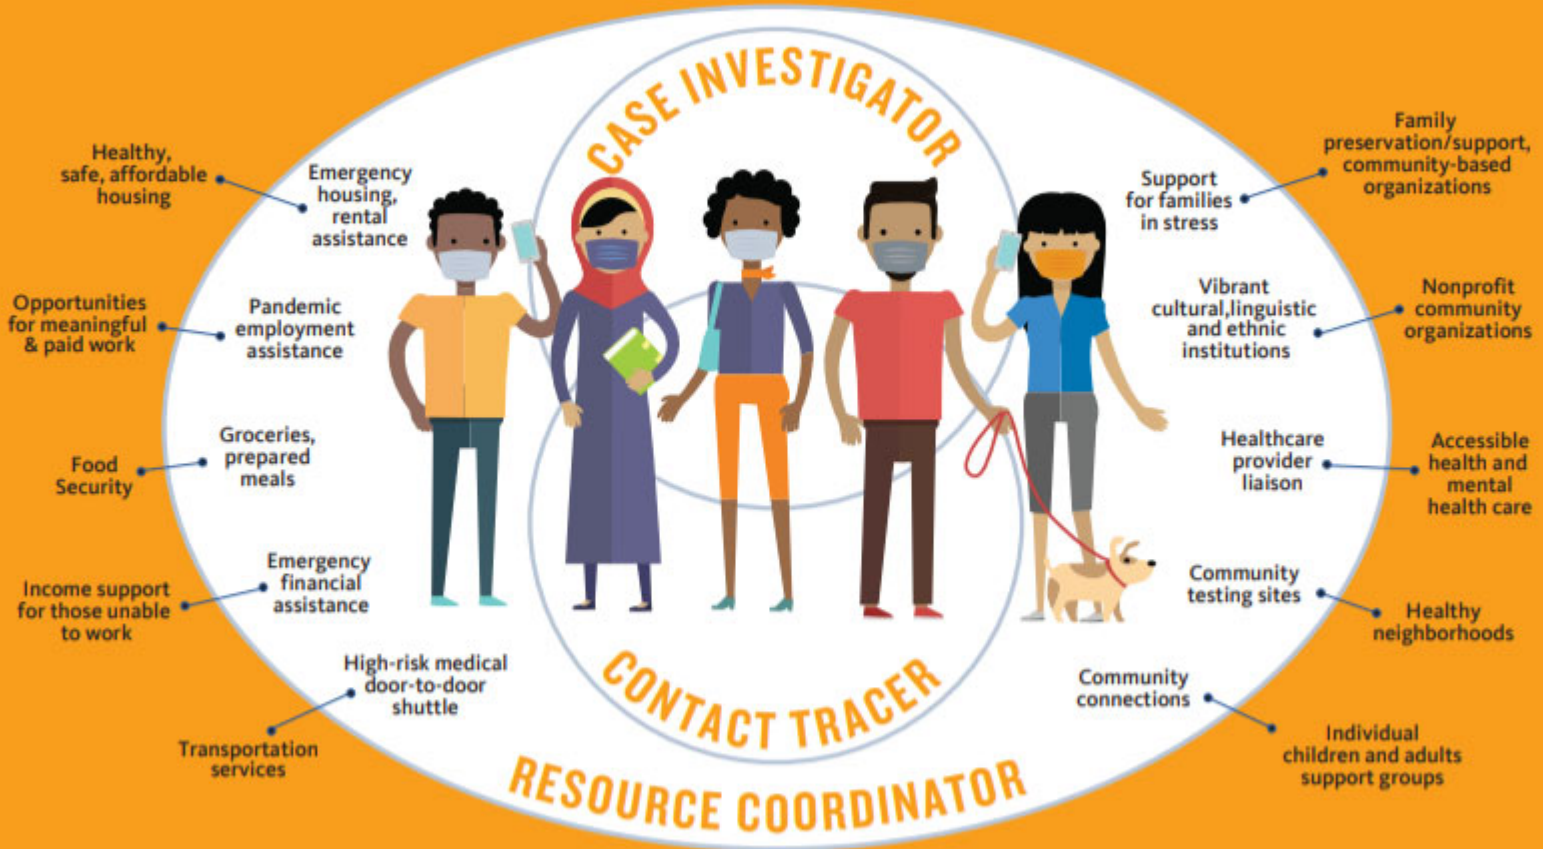 CASE INVESTIGATOR
Healthy,
safe, affordable
housing
Emergency
housing,
rental
assistance
Opportunities
for meaningful
& paid work
Pandemic
employment
assistance
Food
Security
Groceries,
prepared
meals
Income support
for those unable
to work
Emergency
financial
assistance
Transportation
services
High-risk medical
door-to-door
shuttle
Support
for families
in stress
Family
preservation/support,
community-based
organizations
Vibrant
cultural,linguistic
and ethnic
institutions
Nonprofit
community
organizations
Healthcare
provider
liaison
Accessible
health and
mental
health care
Community
testing sites
Healthy
neighborhoods
Community
connections
Individual
children and adults
support groups
CONTACT TRACER
RESOURCE COORDINATOR